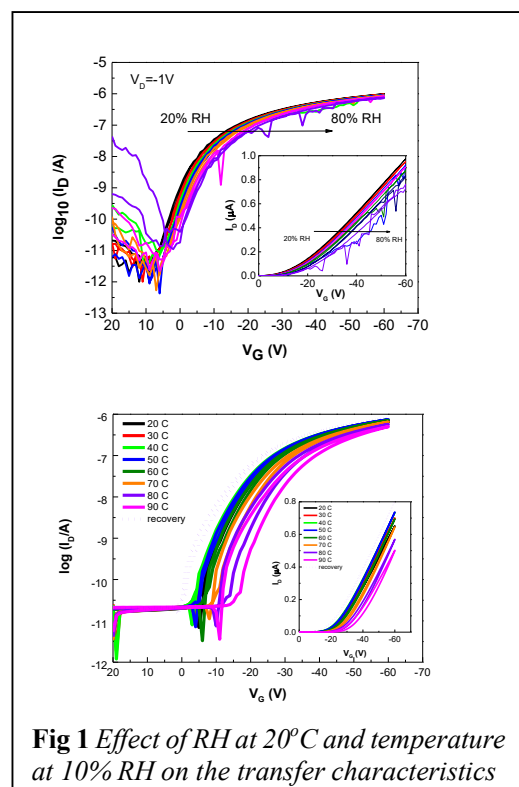 -5
-6
-7
-8
-9
-10
-11
-12
-13
log₁₀ (I_D /A)
V_D=-1V
20% RH
80% RH
1.0
0.8
0.6
0.4
0.2
0.0
I_D (μA)
20% RH
80% RH
0 -20 -40 -60
V_G (V)
20 10 0 -10 -20 -30 -40 -50 -60 -70
V_G (V)
-6
-7
-8
-9
-10
-11
-12
log (I_D/A)
20 C
30 C
40 C
50 C
60 C
70 C
80 C
90 C
recovery
0.8
0.6
0.4
0.2
0.0
I_D (μA)
20 C
30 C
40 C
50 C
60 C
70 C
80 C
90 C
recovery
0 -20 -40 -60
V_G (V)
20 10 0 -10 -20 -30 -40 -50 -60 -70
V_G (V)
Fig 1 Effect of RH at 20°C and temperature
at 10% RH on the transfer characteristics